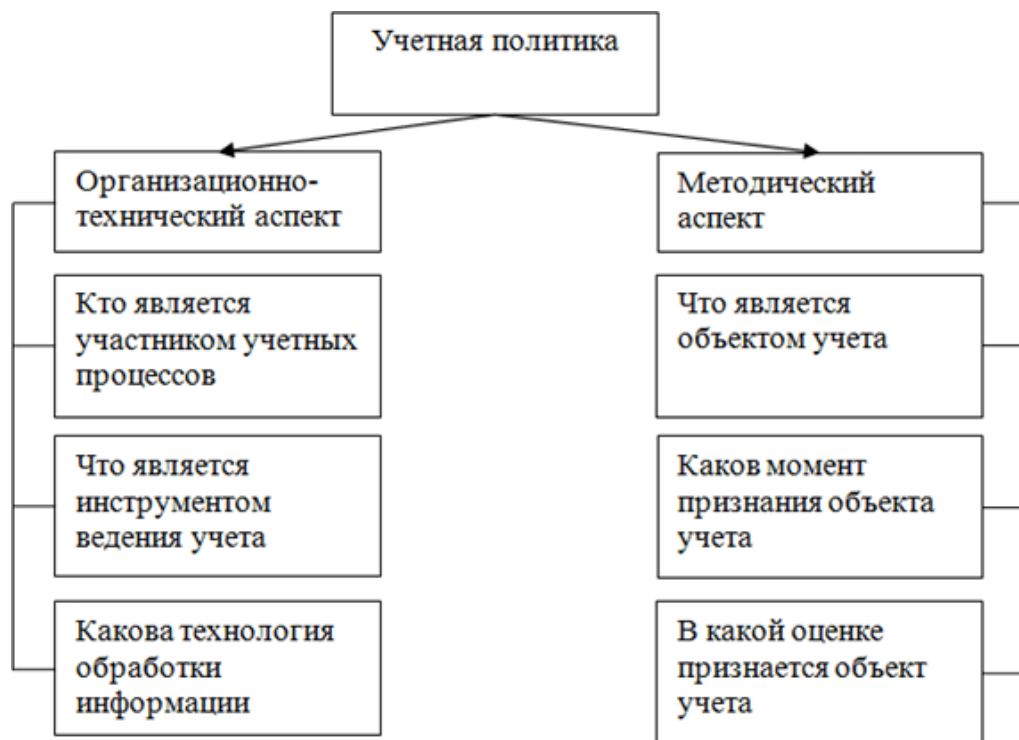 Учетная политика
Организационно-
технический аспект
Кто является
участником учетных
процессов
Что является
инструментом
ведения учета
Какова технология
обработки
информации
Методический
аспект
Что является
объектом учета
Каков момент
признания объекта
учета
В какой оценке
признается объект
учета